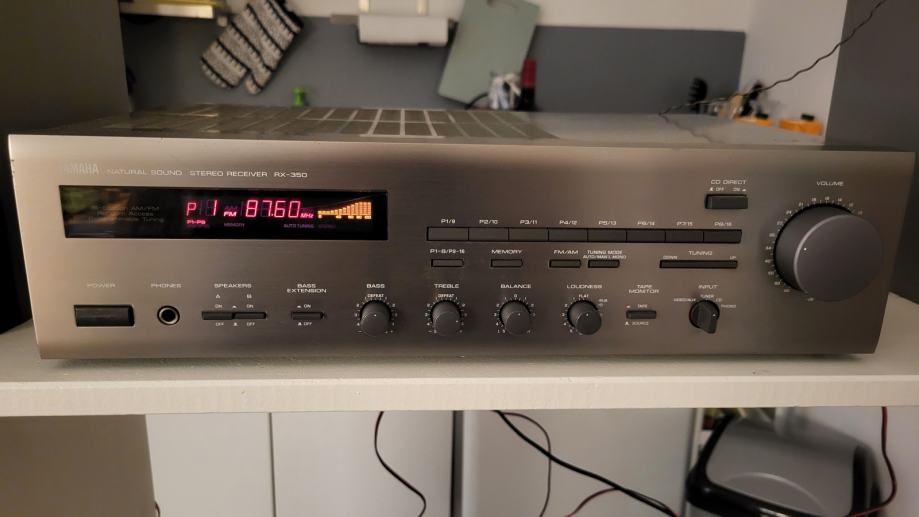 YAMAHA NATURAL SOUND STEREO RECEIVER RX-350
CD DIRECT
OFF ON
VOLUME
AM/FM
P 1 FM 87.60 MHz
MEMORY AUTO TUNING STEREO
P1/9 P2/10 P3/11 P4/12 P5/13 P6/14 P7/15 P8/16
P1-8/P9-16 MEMORY FM/AM TUNING MODE TUNING
AUTO/MAN'L MONO DOWN UP
POWER PHONES SPEAKERS BASS EXTENSION BASS TREBLE BALANCE LOUDNESS TAPE MONITOR INPUT
A B
ON ON
OFF OFF
ON
OFF
DEFEAT DEFEAT FLAT
TAPE
SOURCE
TUNER CD PHONO